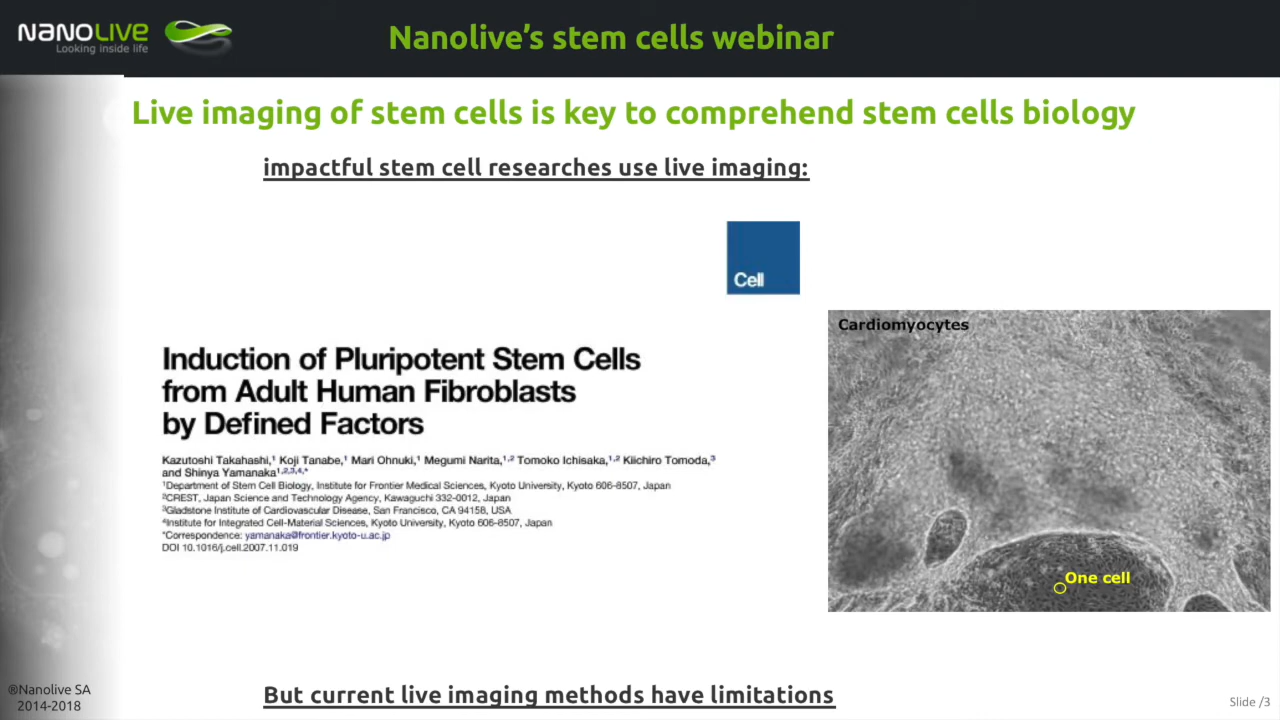 NANOLIVE
Looking inside life
Nanolive's stem cells webinar
Live imaging of stem cells is key to comprehend stem cells biology
impactful stem cell researches use live imaging:
Cell
Induction of Pluripotent Stem Cells
from Adult Human Fibroblasts
by Defined Factors
Kazutoshi Takahashi,¹ Koji Tanabe,¹ Mari Ohnuki,¹ Megumi Narita,¹,² Tomoko Ichisaka,¹,² Kiichiro Tomoda,³
and Shinya Yamanaka¹,²,³,⁴,*
¹Department of Stem Cell Biology, Institute for Frontier Medical Sciences, Kyoto University, Kyoto 606-8507, Japan
²CREST, Japan Science and Technology Agency, Kawaguchi 332-0012, Japan
³Gladstone Institute of Cardiovascular Disease, San Francisco, CA 94158, USA
⁴Institute for Integrated Cell-Material Sciences, Kyoto University, Kyoto 606-8507, Japan
*Correspondence: yamanaka@frontier.kyoto-u.ac.jp
DOI 10.1016/j.cell.2007.11.019
Cardiomyocytes
One cell
But current live imaging methods have limitations
®Nanolive SA
2014-2018
Slide /3